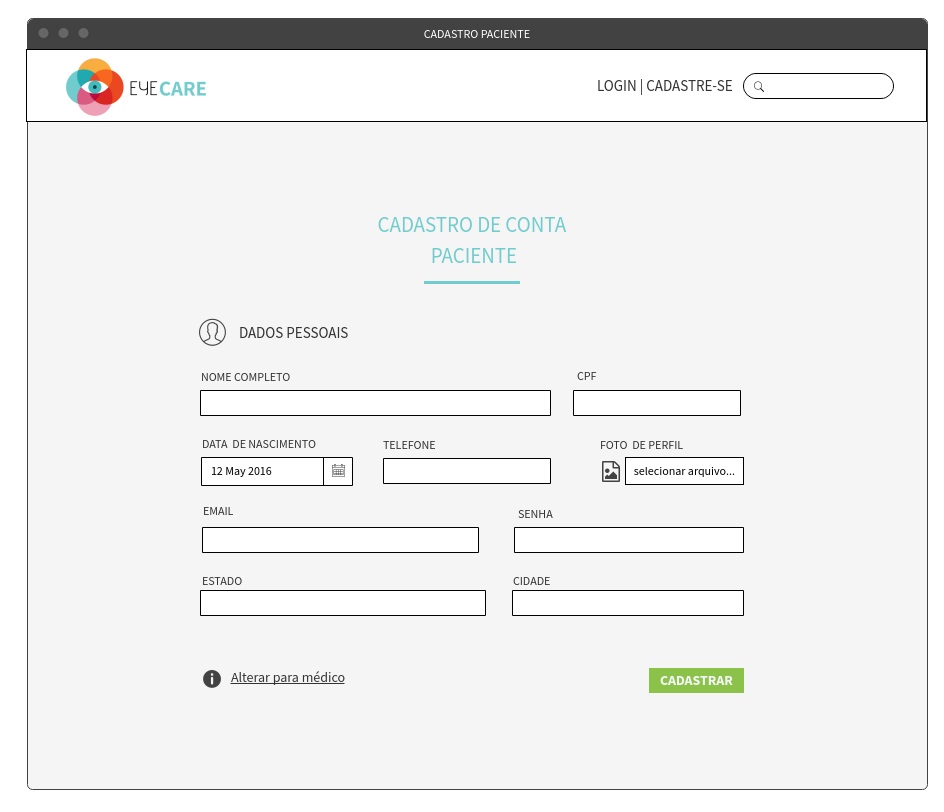 CADASTRO PACIENTE
EYECARE
LOGIN | CADASTRE-SE
CADASTRO DE CONTA
PACIENTE
DADOS PESSOAIS
NOME COMPLETO
CPF
DATA DE NASCIMENTO
TELEFONE
FOTO DE PERFIL
12 May 2016
selecionar arquivo...
EMAIL
SENHA
ESTADO
CIDADE
Alterar para médico
CADASTRAR